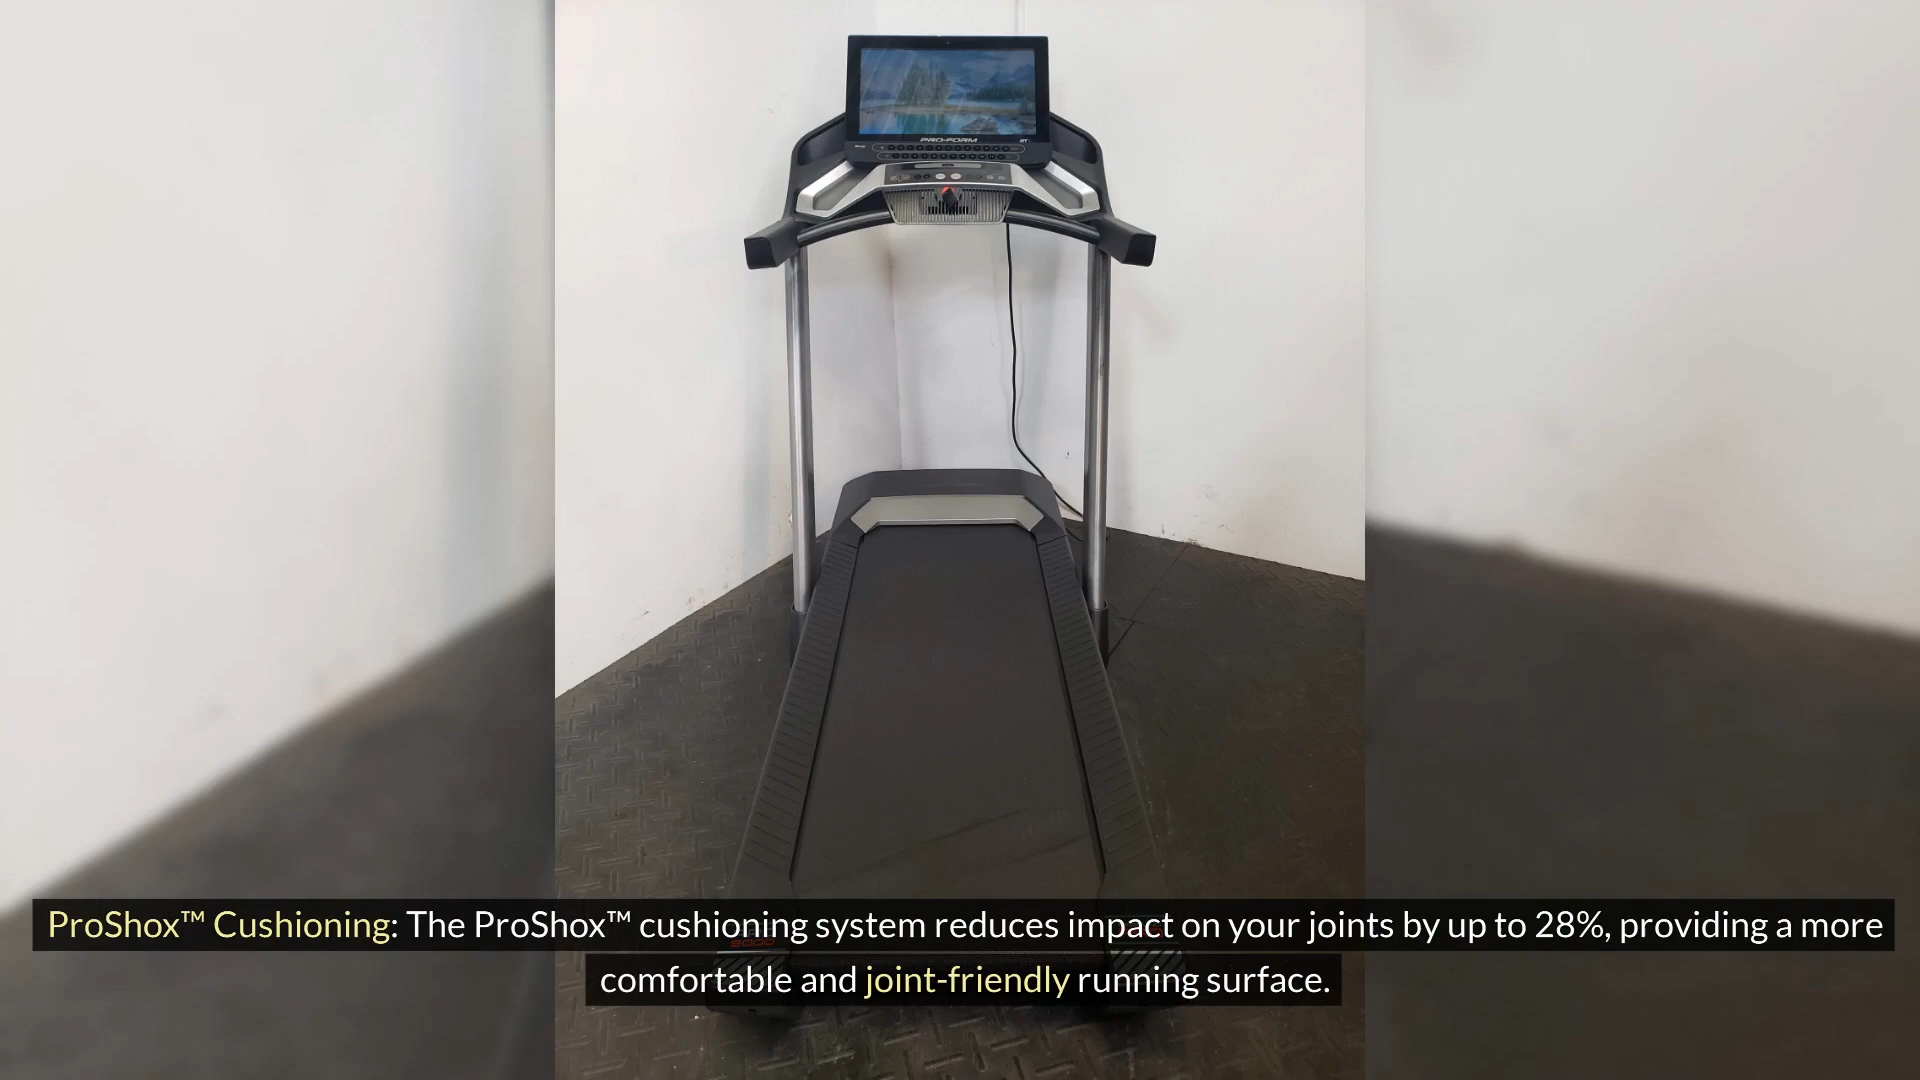 PRO-FORM
ProShox™ Cushioning: The ProShox™ cushioning system reduces impact on your joints by up to 28%, providing a more
9000
comfortable and joint-friendly running surface.